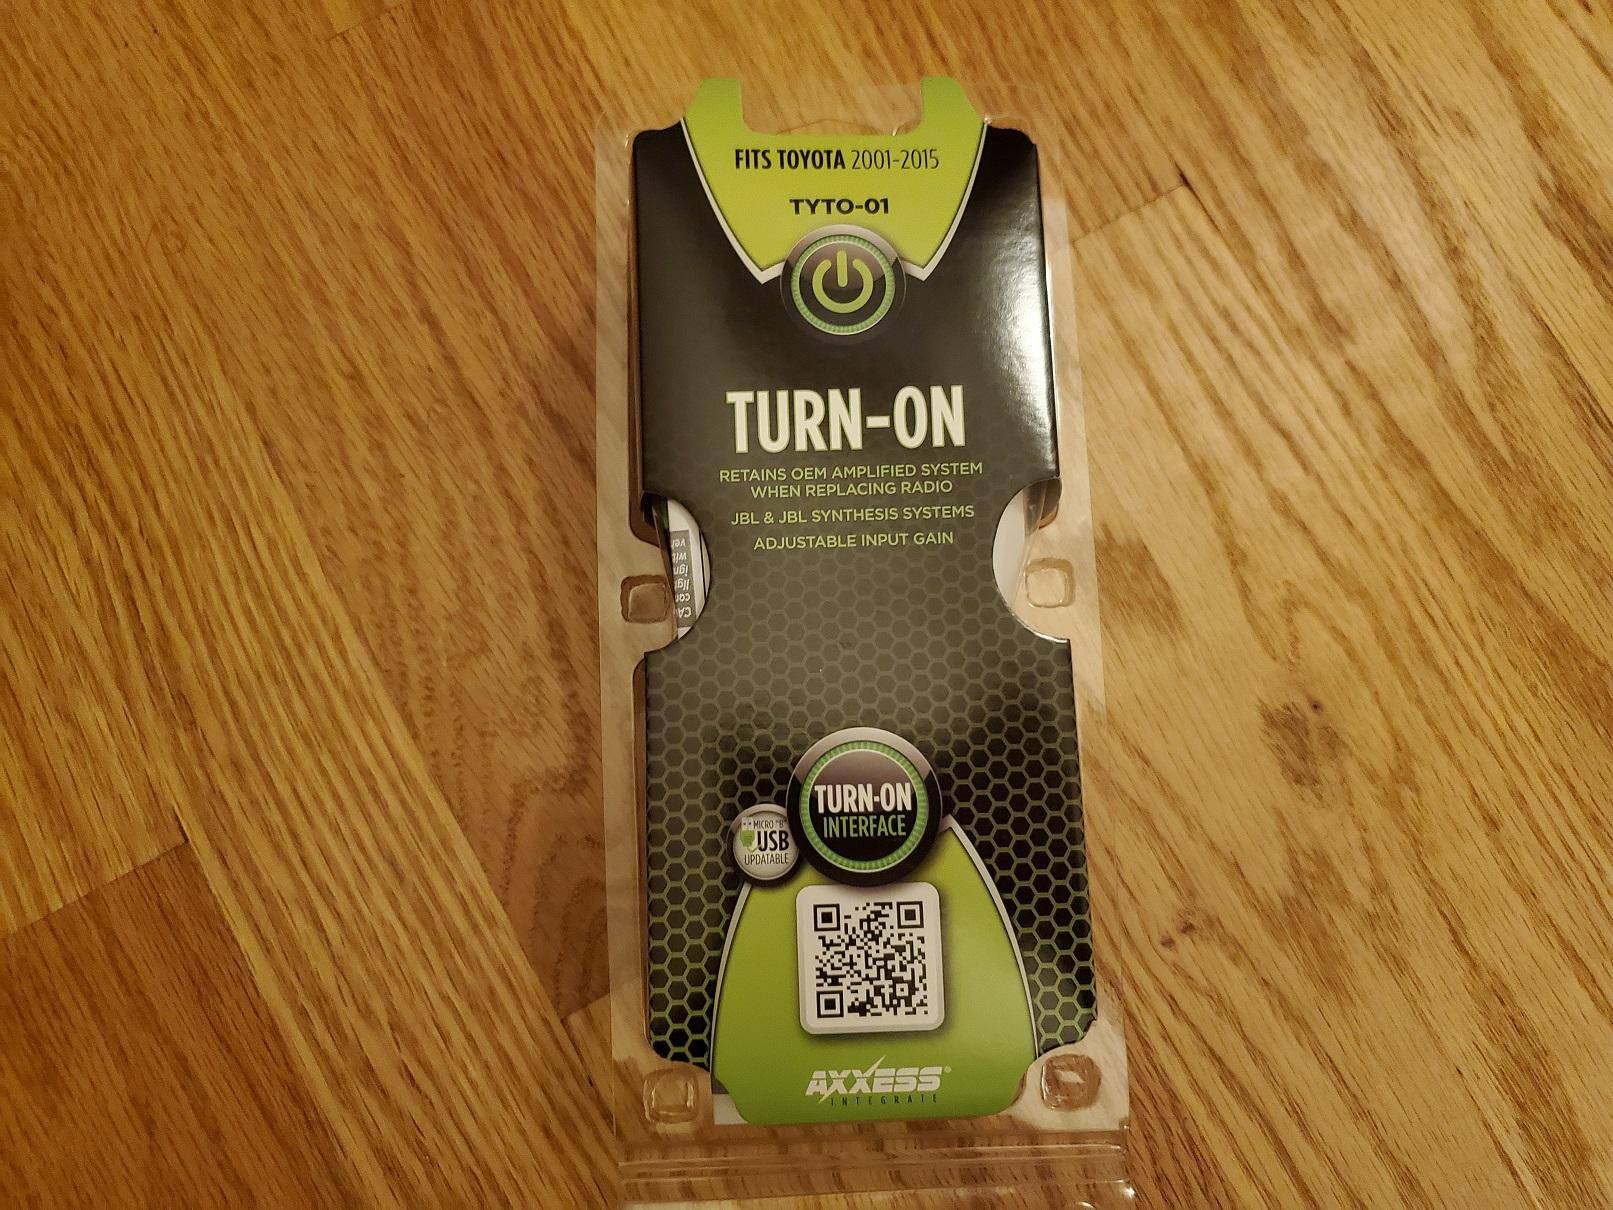 FITS TOYOTA 2001-2015
TYTO-01
TURN-ON
RETAINS OEM AMPLIFIED SYSTEM
WHEN REPLACING RADIO
JBL & JBL SYNTHESIS SYSTEMS
ADJUSTABLE INPUT GAIN
TURN-ON
INTERFACE
MICRO "B"
USB
UPDATABLE
AXXESS®
INTEGRATE